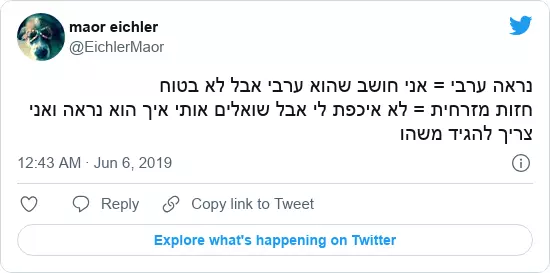 maor eichler
@EichlerMaor
נראה ערבי = אני חושב שהוא ערבי אבל לא בטוח
חזות מזרחית = לא איכפת לי אבל שואלים אותי איך הוא נראה ואני
צריך להגיד משהו
12:43 AM · Jun 6, 2019
Reply
Copy link to Tweet
Explore what's happening on Twitter